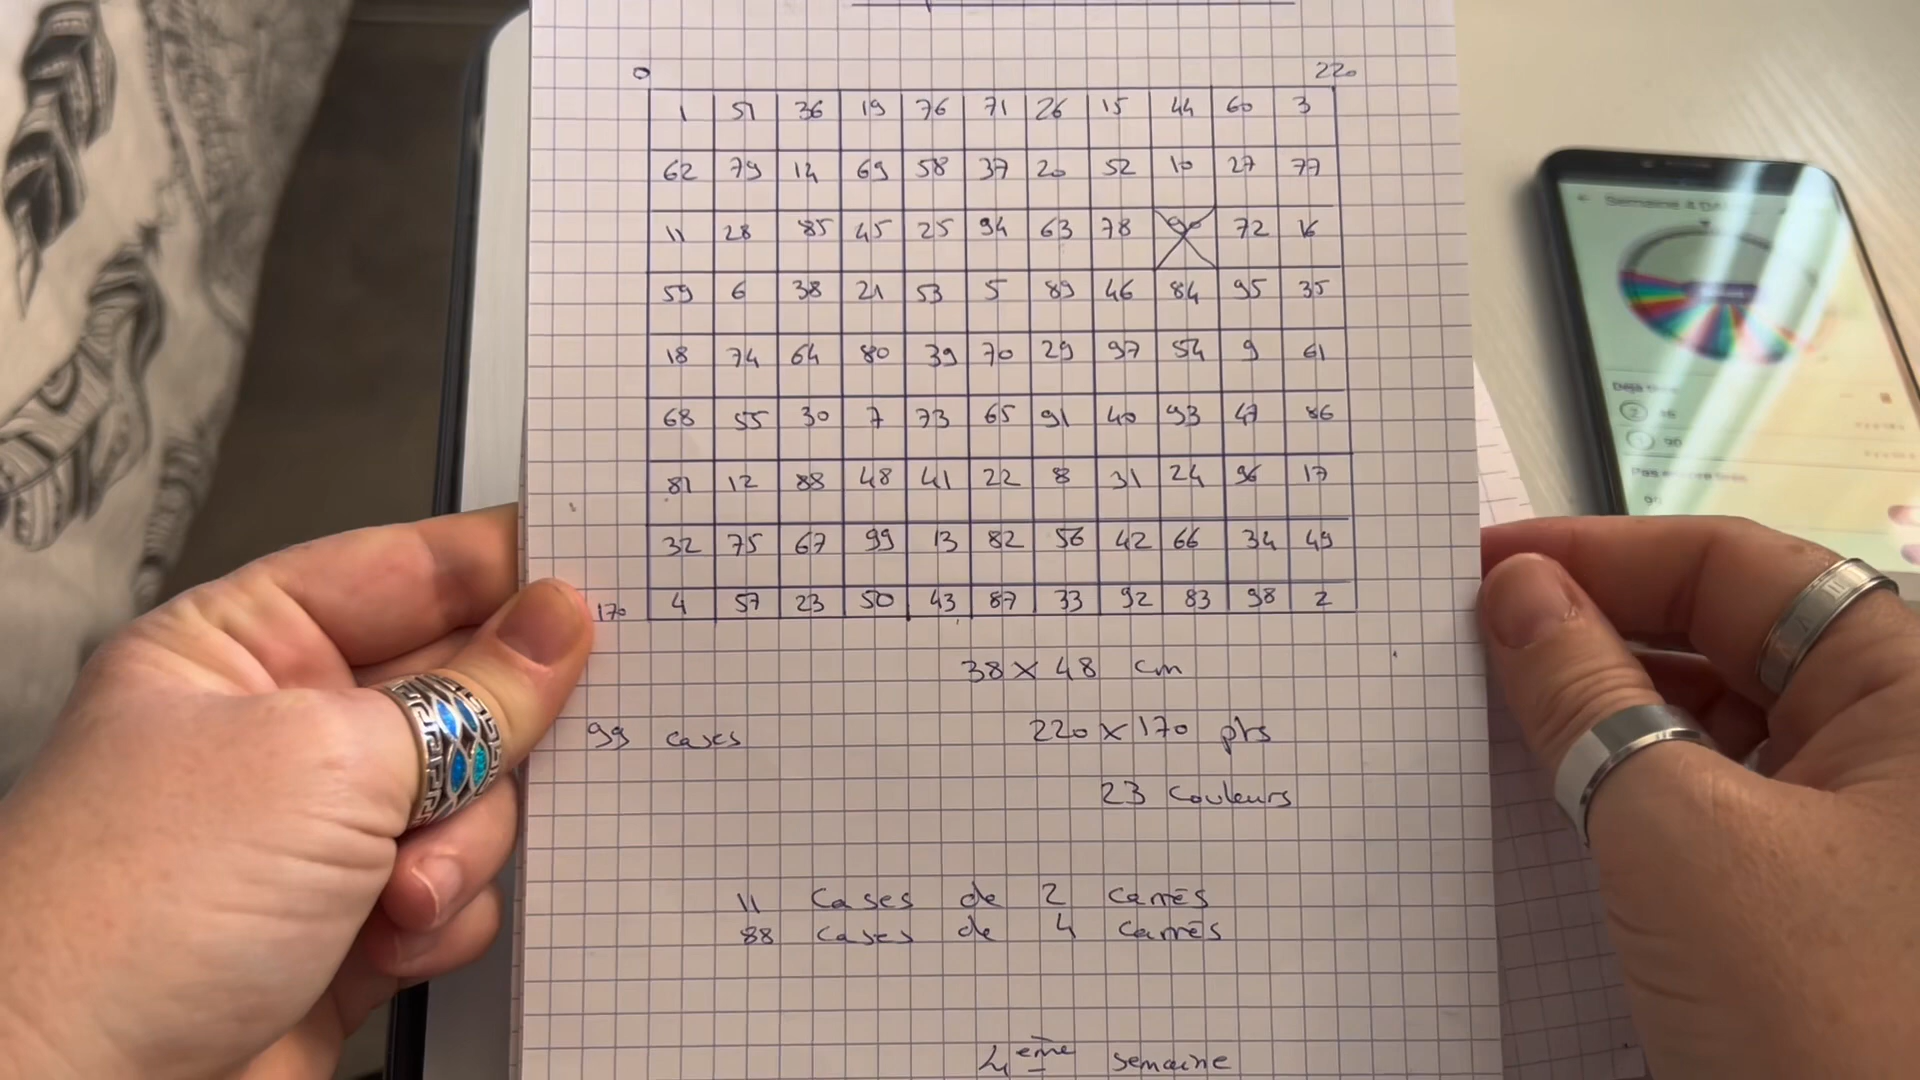 0 220
1 51 36 19 76 71 26 15 44 60 3
62 79 14 69 58 37 20 52 10 27 77
11 28 85 45 25 94 63 78 90 72 16
59 6 38 21 53 5 89 46 84 95 35
18 74 64 80 39 70 29 97 54 9 61
68 55 30 7 73 65 91 40 93 47 86
81 12 88 48 41 22 8 31 24 96 17
32 75 67 99 13 82 56 42 66 34 49
170 4 57 23 50 43 87 33 92 83 98 2
38 x 48 cm
99 cases 220 x 170 pts
23 couleurs
11 cases de 2 carrés
88 cases de 4 carrés
4ème semaine
Semaine 4